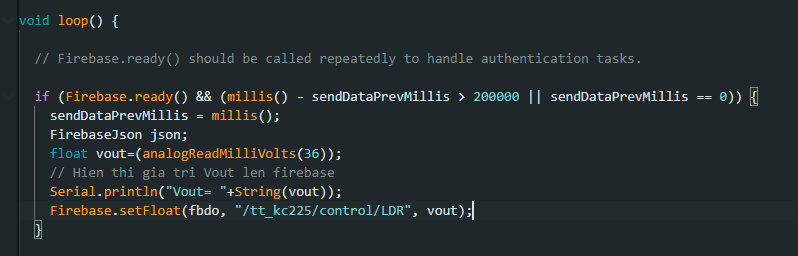 void loop() {
// Firebase.ready() should be called repeatedly to handle authentication tasks.
if (Firebase.ready() && (millis() - sendDataPrevMillis > 200000 || sendDataPrevMillis == 0)) {
sendDataPrevMillis = millis();
FirebaseJson json;
float vout=(analogReadMilliVolts(36));
// Hien thi gia tri Vout len firebase
Serial.println("Vout= "+String(vout));
Firebase.setFloat(fbdo, "/tt_kc225/control/LDR", vout);
}